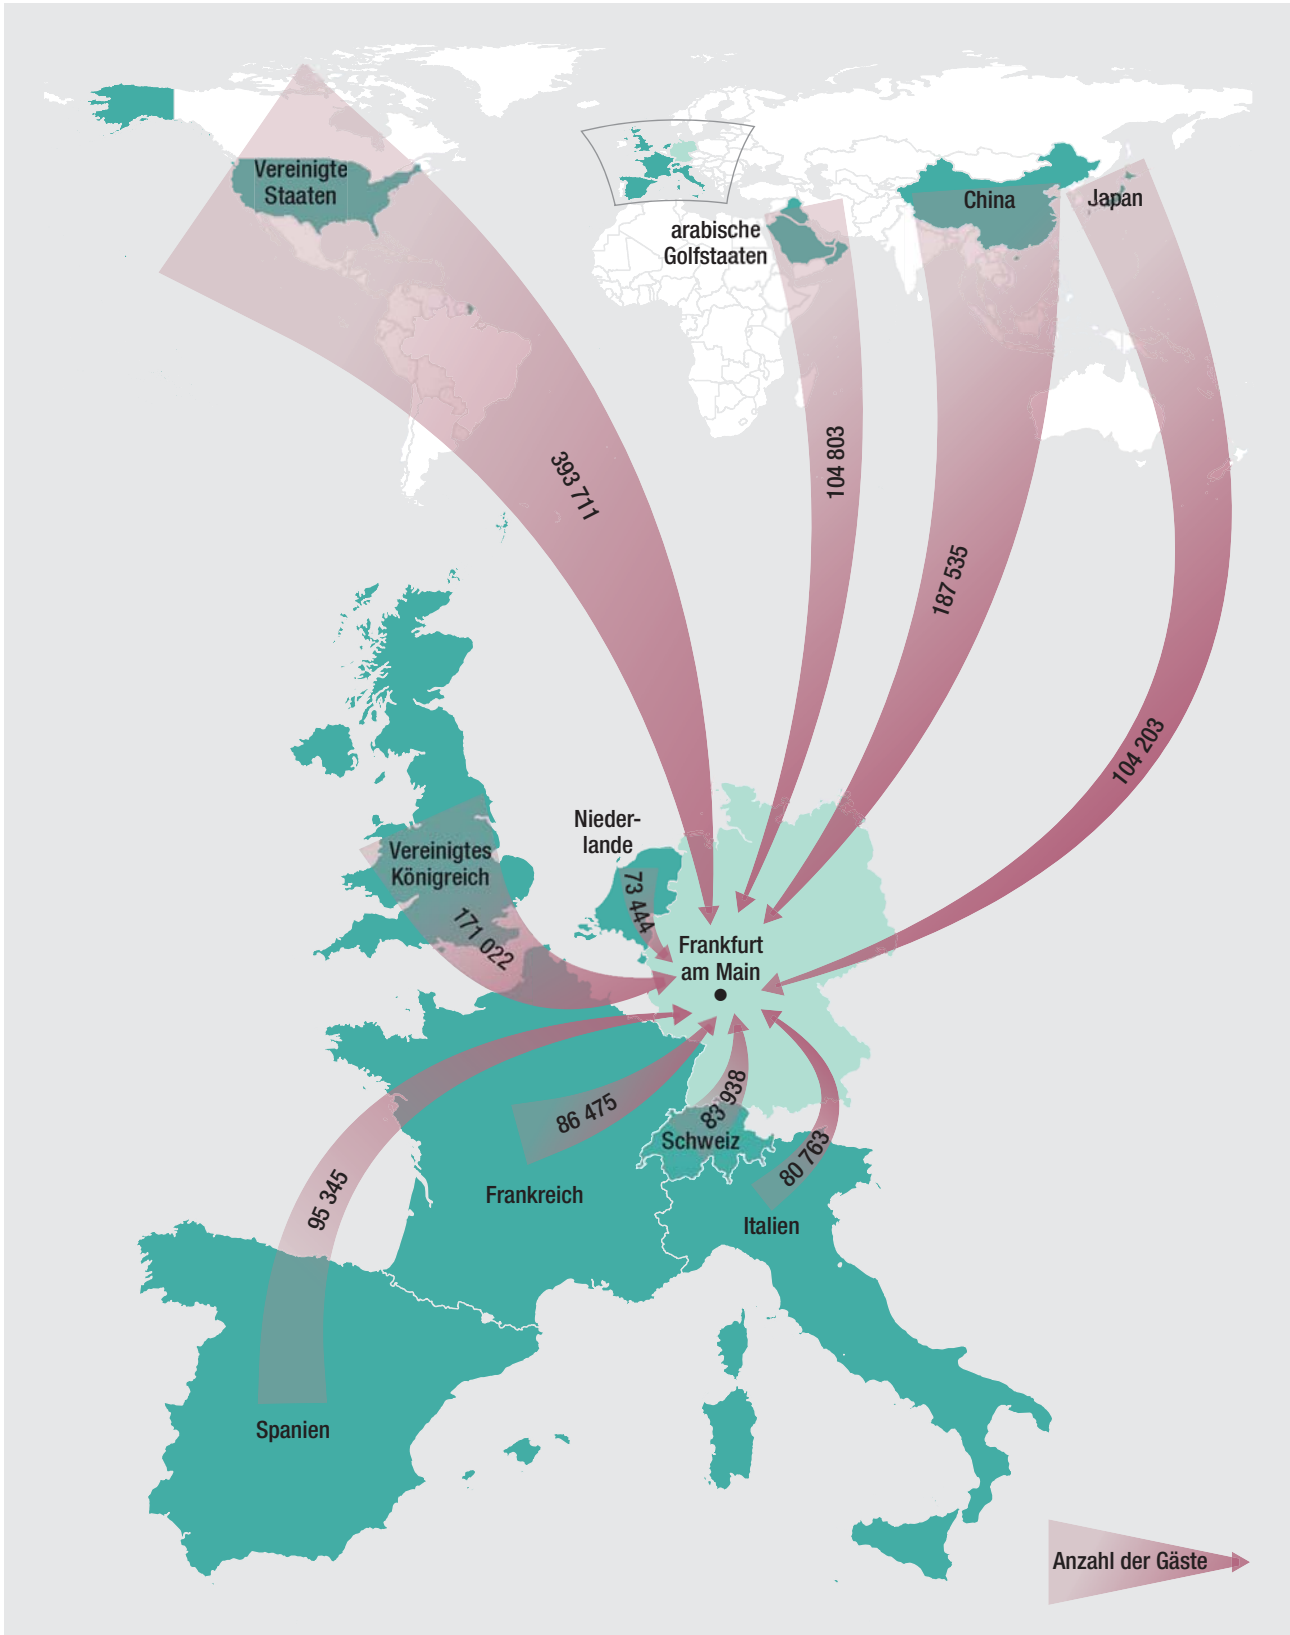 Vereinigte
Staaten
arabische
Golfstaaten
China
Japan
393 711
104 803
187 535
104 203
Nieder-
lande
73 444
Vereinigtes
Königreich
171 022
Frankfurt
am Main
86 475
83 938
Schweiz
80 763
95 345
Frankreich
Italien
Spanien
Anzahl der Gäste